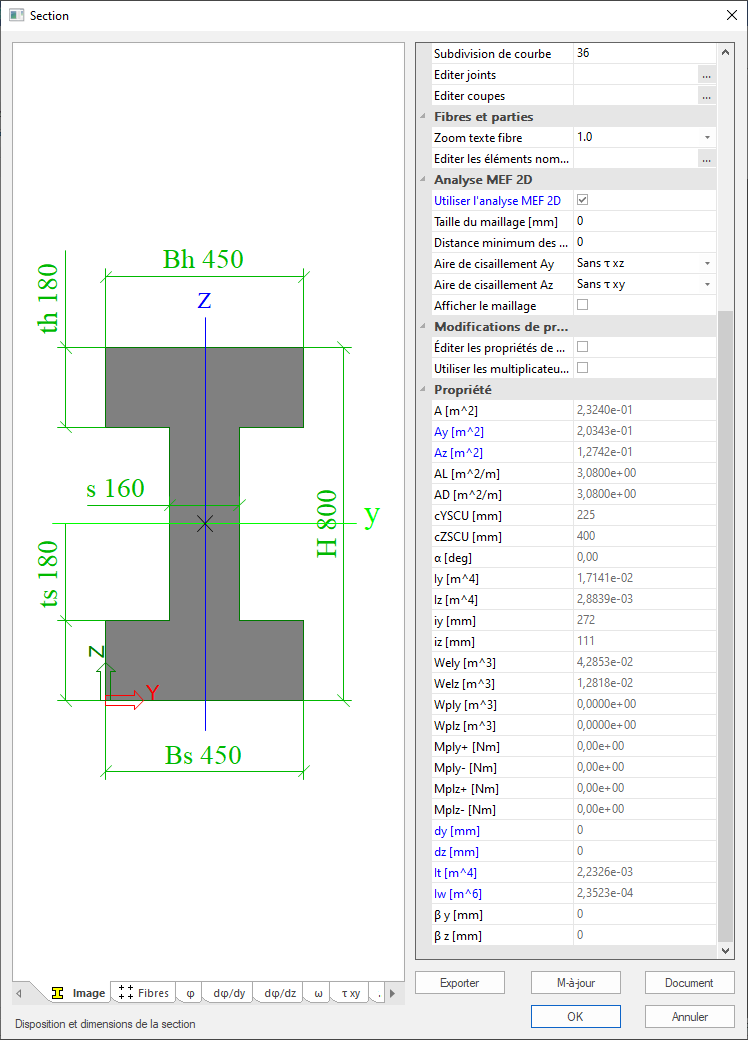 Section
Bh 450
th 180
Z
s 160
H 800
y
ts 180
Z
Y
Bs 450
Image
Fibres
φ
dφ/dy
dφ/dz
ω
τ xy
.
Disposition et dimensions de la section
Subdivision de courbe 36
Editer joints ...
Editer coupes ...
Fibres et parties
Zoom texte fibre 1.0
Editer les éléments nom... ...
Analyse MEF 2D
Utiliser l'analyse MEF 2D
Taille du maillage [mm] 0
Distance minimum des ... 0
Aire de cisaillement Ay Sans τ xz
Aire de cisaillement Az Sans τ xy
Afficher le maillage
Modifications de pr...
Éditer les propriétés de ...
Utiliser les multiplicateu...
Propriété
A [m^2] 2,3240e-01
Ay [m^2] 2,0343e-01
Az [m^2] 1,2742e-01
AL [m^2/m] 3,0800e+00
AD [m^2/m] 3,0800e+00
cYSCU [mm] 225
cZSCU [mm] 400
α [deg] 0,00
Iy [m^4] 1,7141e-02
Iz [m^4] 2,8839e-03
iy [mm] 272
iz [mm] 111
Wely [m^3] 4,2853e-02
Welz [m^3] 1,2818e-02
Wply [m^3] 0,0000e+00
Wplz [m^3] 0,0000e+00
Mply+ [Nm] 0,00e+00
Mply- [Nm] 0,00e+00
Mplz+ [Nm] 0,00e+00
Mplz- [Nm] 0,00e+00
dy [mm] 0
dz [mm] 0
It [m^4] 2,2326e-03
Iw [m^6] 2,3523e-04
β y [mm] 0
β z [mm] 0
Exporter
M-à-jour
Document
OK
Annuler